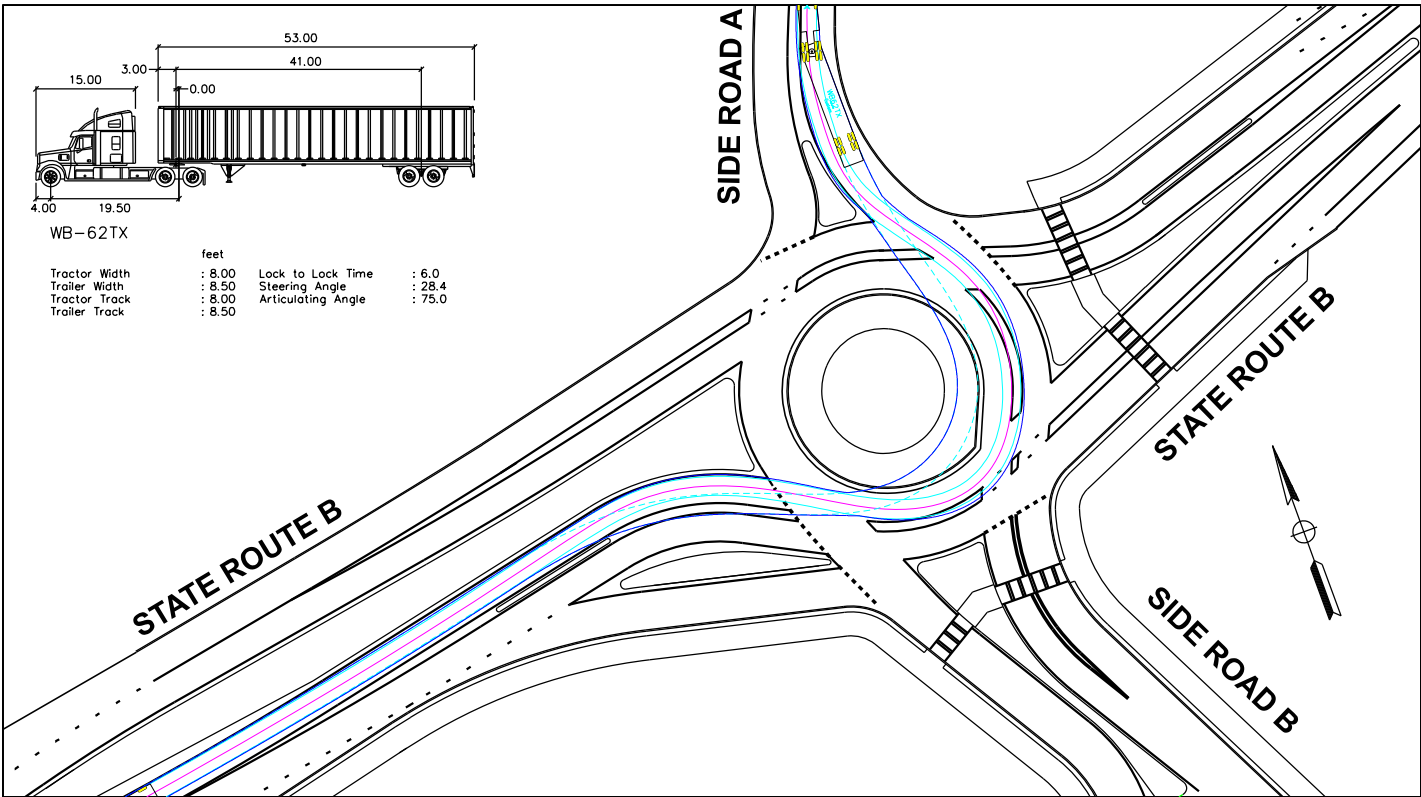 53.00
41.00
3.00
0.00
15.00
4.00
19.50
WB-62TX
feet
Tractor Width : 8.00 Lock to Lock Time : 6.0
Trailer Width : 8.50 Steering Angle : 28.4
Tractor Track : 8.00 Articulating Angle : 75.0
Trailer Track : 8.50
SIDE ROAD A
WB62TX
STATE ROUTE B
STATE ROUTE B
SIDE ROAD B